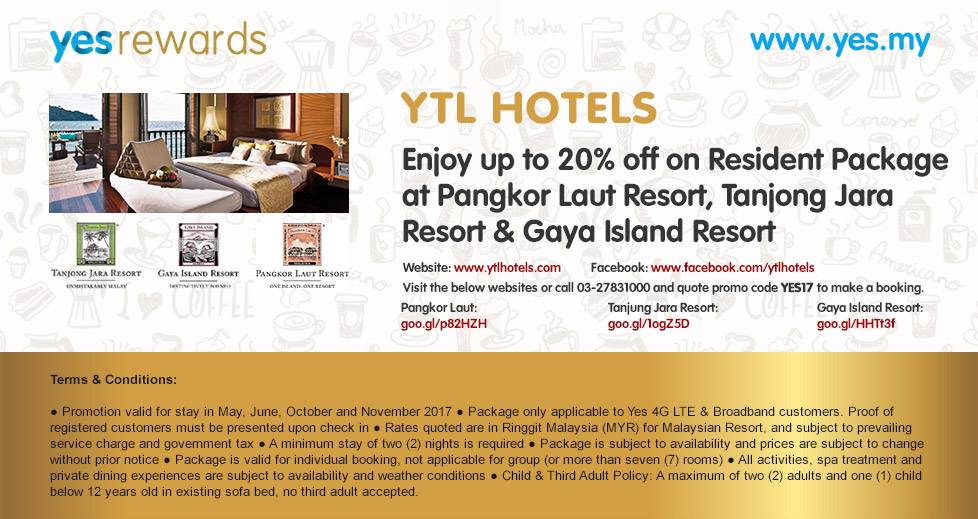 yes rewards
www.yes.my
Mocha
Espresso
YTL HOTELS
Enjoy up to 20% off on Resident Package
at Pangkor Laut Resort, Tanjong Jara
Resort & Gaya Island Resort
TANJONG JARA RESORT
UNMISTAKABLY MALAY
GAYA ISLAND RESORT
DISTINCTIVELY BORNEO
PANGKOR LAUT RESORT
ONE ISLAND · ONE RESORT
Website: www.ytlhotels.com Facebook: www.facebook.com/ytlhotels
Visit the below websites or call 03-27831000 and quote promo code YES17 to make a booking.
Pangkor Laut: Tanjung Jara Resort: Gaya Island Resort:
goo.gl/p82HZH goo.gl/1ogZ5D goo.gl/HHTt3f
COFFEE
Terms & Conditions:
● Promotion valid for stay in May, June, October and November 2017 ● Package only applicable to Yes 4G LTE & Broadband customers. Proof of
registered customers must be presented upon check in ● Rates quoted are in Ringgit Malaysia (MYR) for Malaysian Resort, and subject to prevailing
service charge and government tax ● A minimum stay of two (2) nights is required ● Package is subject to availability and prices are subject to change
without prior notice ● Package is valid for individual booking, not applicable for group (or more than seven (7) rooms) ● All activities, spa treatment and
private dining experiences are subject to availability and weather conditions ● Child & Third Adult Policy: A maximum of two (2) adults and one (1) child
below 12 years old in existing sofa bed, no third adult accepted.